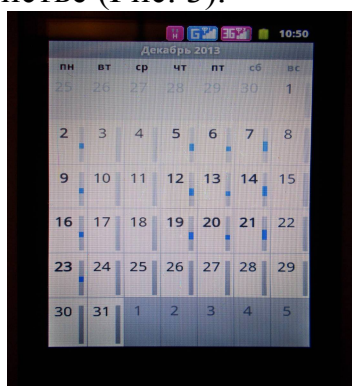 (Рис. 3).
H G 3G 10:50
Декабрь 2013
пн вт ср чт пт сб вс
25 26 27 28 29 30 1
2 3 4 5 6 7 8
9 10 11 12 13 14 15
16 17 18 19 20 21 22
23 24 25 26 27 28 29
30 31 1 2 3 4 5